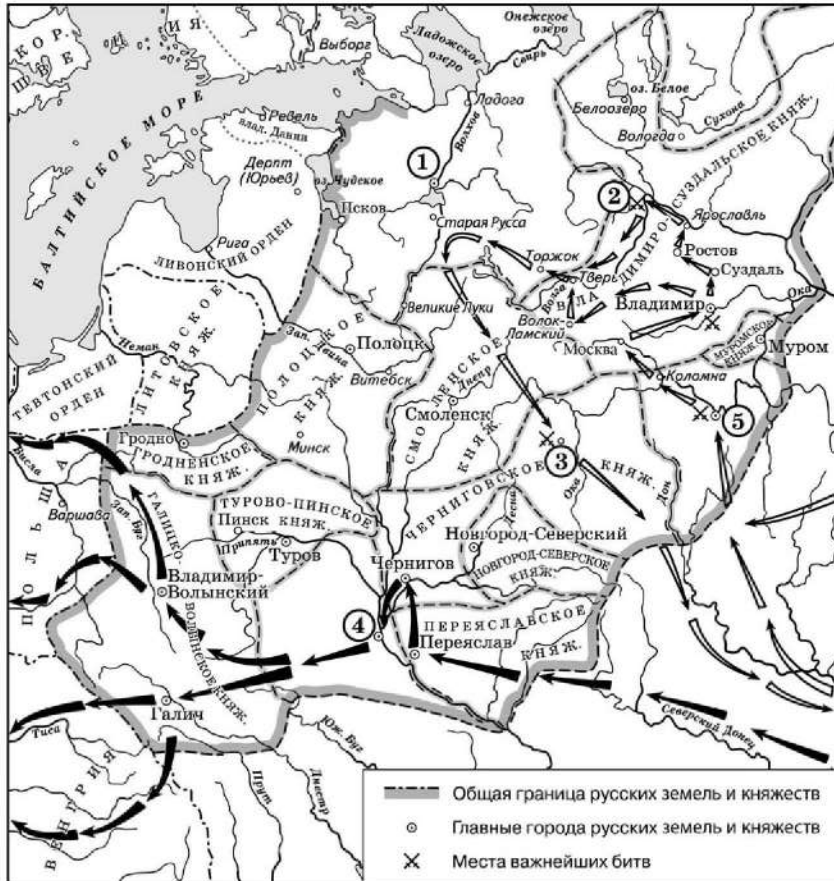 КОР.
ШВЕ
ЦИЯ
БАЛТИЙСКОЕ МОРЕ
Выборг
Ладожское
озеро
Онежское
озеро
Свирь
Ладога
Волхов
оз. Белое
Белоозеро
Вологда
Сухона
Ревель
влад. Дании
Дерпт
(Юрьев)
оз. Чудское
Псков
1
2
Старая Русса
Торжок
Тверь
Ярославль
Ростов
Суздаль
Владимир
Ока
ВЛАДИМИРО-СУЗДАЛЬСКОЕ КНЯЖ.
Волга
Волок-
Ламский
Москва
Коломна
МУРОМСКОЕ
КНЯЖ.
Муром
5
Рига
ЛИВОНСКИЙ ОРДЕН
Великие Луки
Зап. Двина
Полоцк
Витебск
ПОЛОЦКОЕ
КНЯЖ.
Неман
ЛИТОВСКОЕ
КНЯЖ.
ТЕВТОНСКИЙ
ОРДЕН
СМОЛЕНСКОЕ
КНЯЖ.
Днепр
Смоленск
Минск
Гродно
ГРОДНЕНСКОЕ
КНЯЖ.
3
Ока
Дон
ЧЕРНИГОВСКОЕ КНЯЖ.
Висла
Варшава
ПОЛЬША
Зап. Буг
ГАЛИЦКО-
ВОЛЫНСКОЕ КНЯЖ.
ТУРОВО-ПИНСКОЕ
КНЯЖ.
Пинск
Припять
Туров
Десна
Новгород-Северский
НОВГОРОД-СЕВЕРСКОЕ
КНЯЖ.
Чернигов
Владимир-
Волынский
4
ПЕРЕЯСЛАВСКОЕ
КНЯЖ.
Переяслав
Галич
Тиса
ВЕНГРИЯ
Прут
Днестр
Юж. Буг
Северский Донец
Общая граница русских земель и княжеств
Главные города русских земель и княжеств
Места важнейших битв